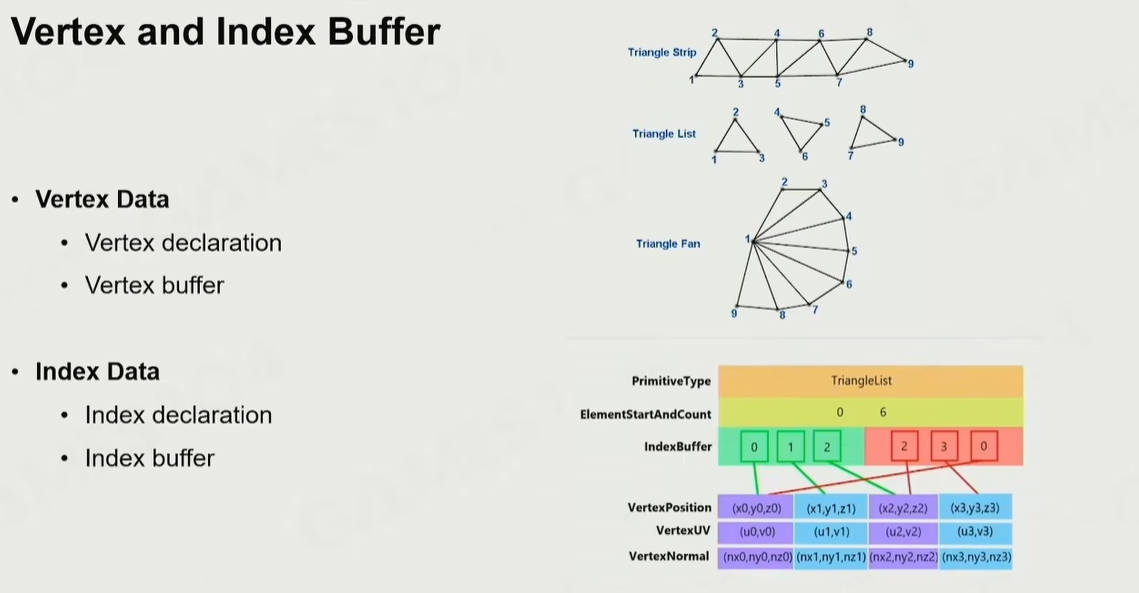 Vertex and Index Buffer
• Vertex Data
• Vertex declaration
• Vertex buffer
• Index Data
• Index declaration
• Index buffer
Triangle Strip
2 4 6 8
9
1 3 5 7
Triangle List
2 4 5 8
9
1 3 6 7
Triangle Fan
2 3
4
1
5
6
7
9 8
PrimitiveType TriangleList
ElementStartAndCount 0 6
IndexBuffer 0 1 2 2 3 0
VertexPosition (x0,y0,z0) (x1,y1,z1) (x2,y2,z2) (x3,y3,z3)
VertexUV (u0,v0) (u1,v1) (u2,v2) (u3,v3)
VertexNormal (nx0,ny0,nz0) (nx1,ny1,nz1) (nx2,ny2,nz2) (nx3,ny3,nz3)